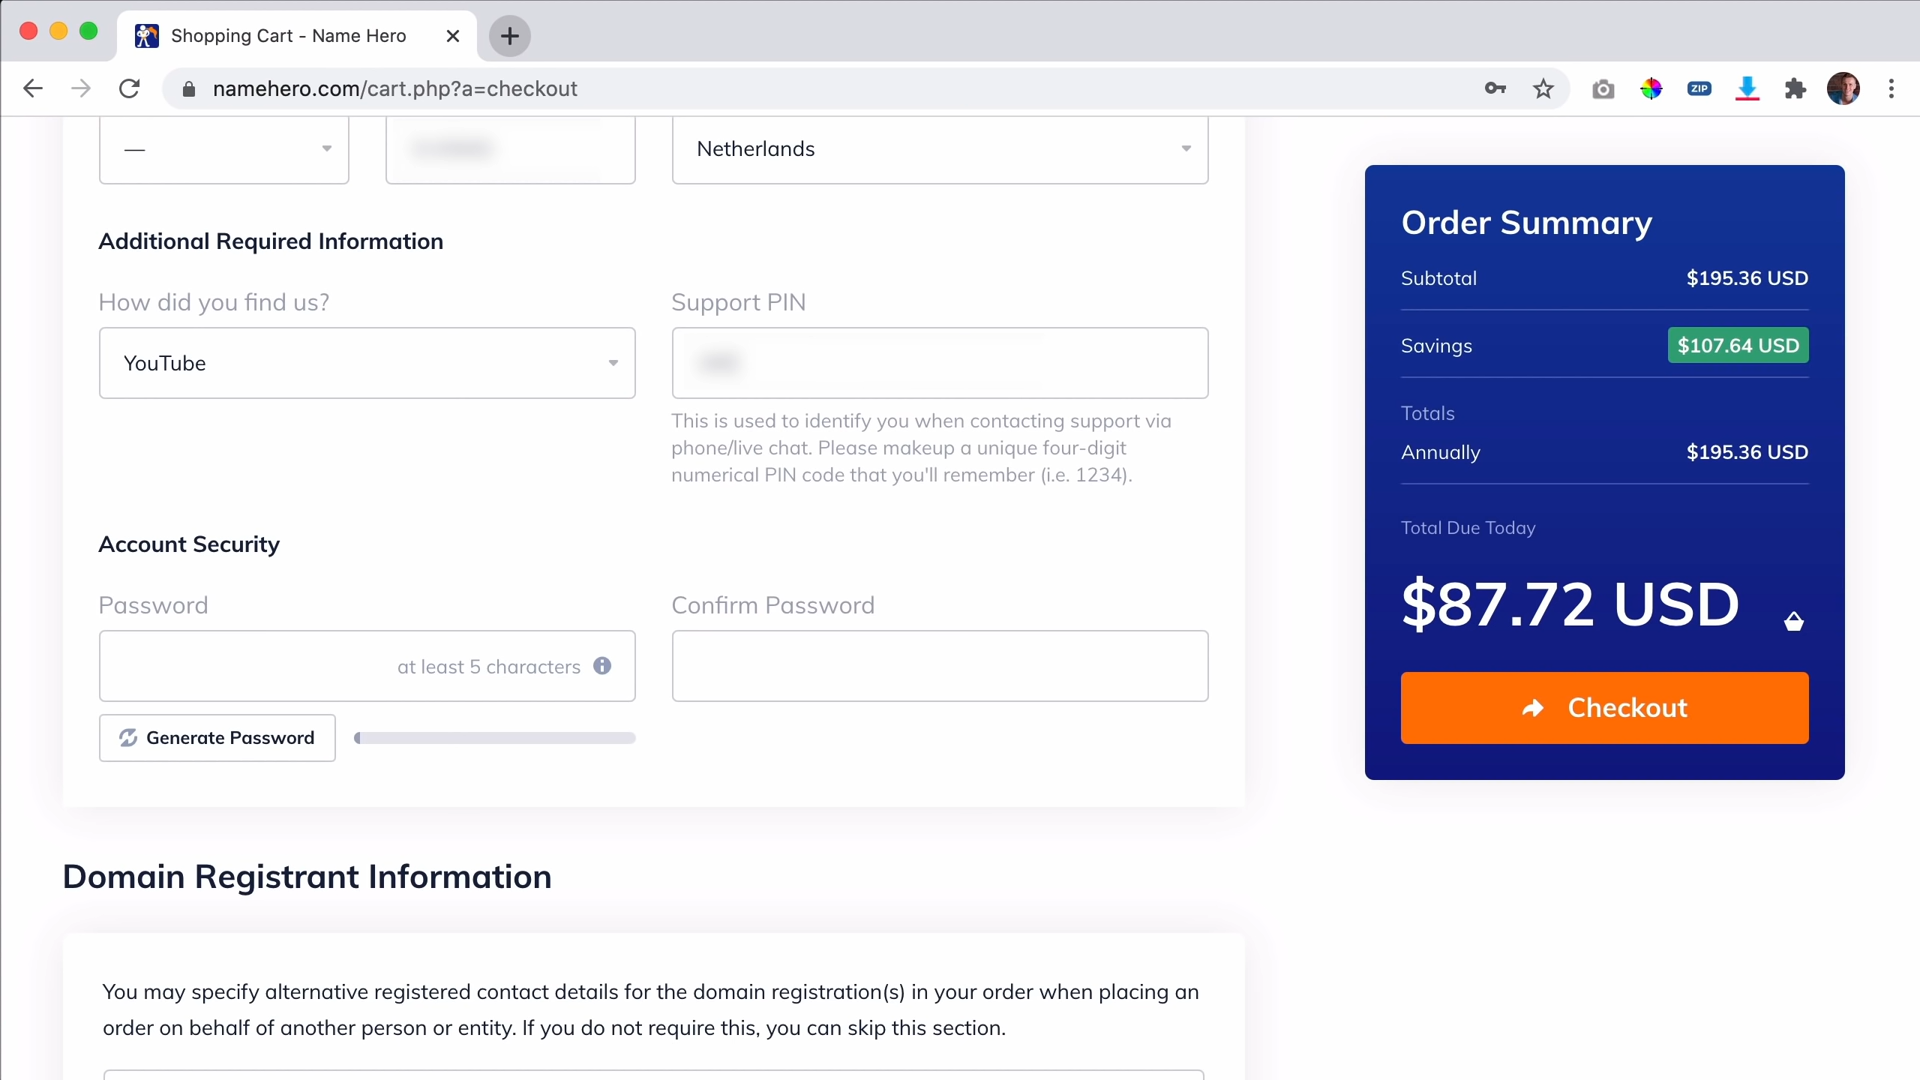 Shopping Cart - Name Hero
namehero.com/cart.php?a=checkout
ZIP
—
Netherlands
Additional Required Information
How did you find us?
Support PIN
YouTube
This is used to identify you when contacting support via
phone/live chat. Please makeup a unique four-digit
numerical PIN code that you'll remember (i.e. 1234).
Account Security
Password
Confirm Password
at least 5 characters
Generate Password
Domain Registrant Information
You may specify alternative registered contact details for the domain registration(s) in your order when placing an
order on behalf of another person or entity. If you do not require this, you can skip this section.
Order Summary
Subtotal $195.36 USD
Savings $107.64 USD
Totals
Annually $195.36 USD
Total Due Today
$87.72 USD
Checkout